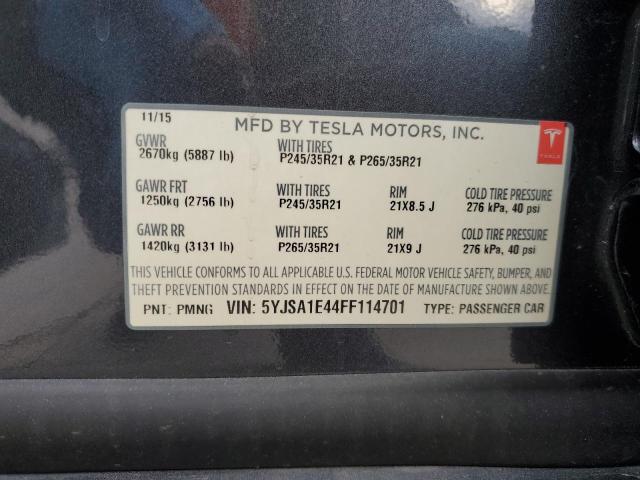 11/15
MFD BY TESLA MOTORS, INC.
GVWR WITH TIRES
2670kg (5887 lb) P245/35R21 & P265/35R21
GAWR FRT WITH TIRES RIM COLD TIRE PRESSURE
1250kg (2756 lb) P245/35R21 21X8.5 J 276 kPa, 40 psi
GAWR RR WITH TIRES RIM COLD TIRE PRESSURE
1420kg (3131 lb) P265/35R21 21X9 J 276 kPa, 40 psi
THIS VEHICLE CONFORMS TO ALL APPLICABLE U.S. FEDERAL MOTOR VEHICLE SAFETY, BUMPER, AND
THEFT PREVENTION STANDARDS IN EFFECT ON THE DATE OF MANUFACTURE SHOWN ABOVE.
PNT: PMNG VIN: 5YJSA1E44FF114701 TYPE: PASSENGER CAR
TESLA